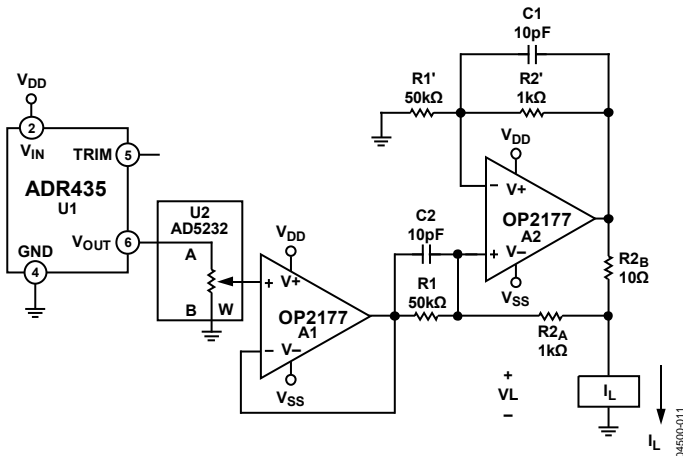 C1
10pF
R1'
50kΩ
R2'
1kΩ
VDD
2
VIN
TRIM
5
ADR435
U1
GND
4
VOUT
6
U2
AD5232
A
B
W
VDD
+
V+
OP2177
A1
−
V−
VSS
C2
10pF
R1
50kΩ
VDD
−
V+
OP2177
A2
+
V−
VSS
R2B
10Ω
R2A
1kΩ
+
VL
−
IL
IL
04500-011